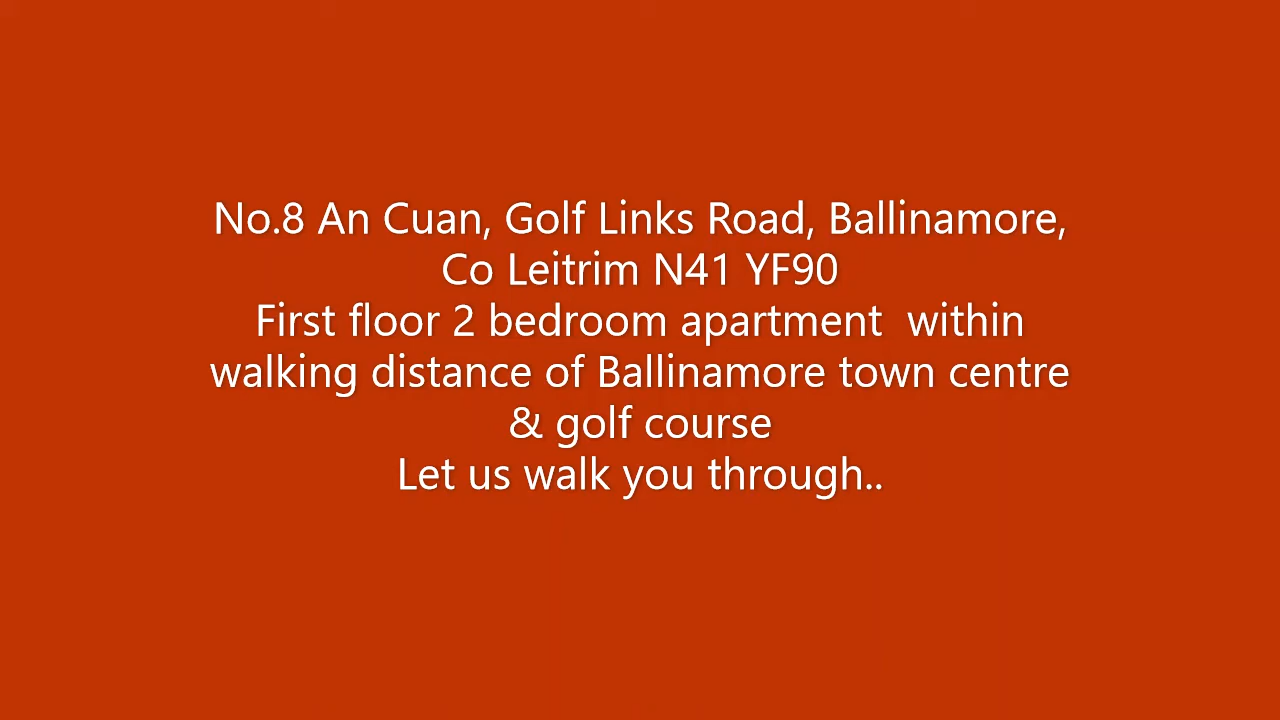 No.8 An Cuan, Golf Links Road, Ballinamore,
Co Leitrim N41 YF90
First floor 2 bedroom apartment  within
walking distance of Ballinamore town centre
& golf course
Let us walk you through..